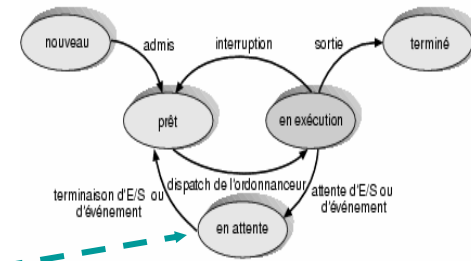 nouveau
admis
interruption
sortie
terminé
prêt
en exécution
dispatch de l'ordonnanceur
terminaison d'E/S ou
d'événement
attente d'E/S ou
d'événement
en attente